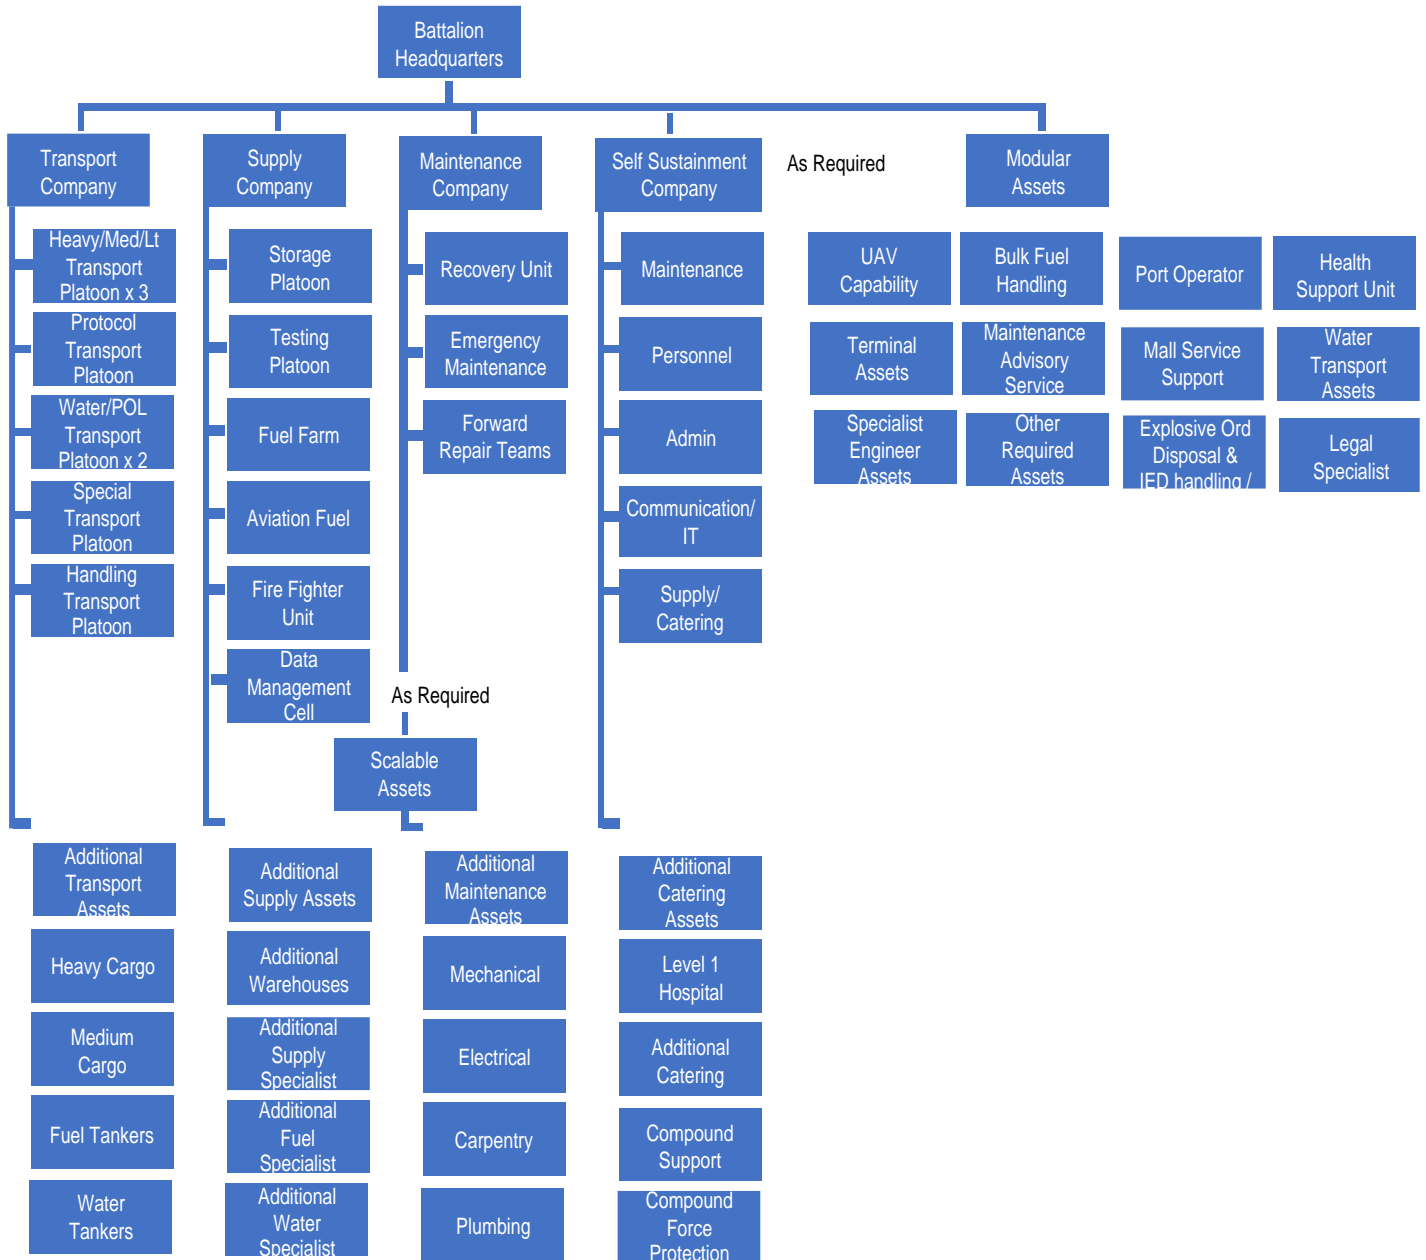 Battalion
Headquarters
Transport
Company
Supply
Company
Maintenance
Company
Self Sustainment
Company
As Required
Modular
Assets
Heavy/Med/Lt
Transport
Platoon x 3
Protocol
Transport
Platoon
Water/POL
Transport
Platoon x 2
Special
Transport
Platoon
Handling
Transport
Platoon
Storage
Platoon
Testing
Platoon
Fuel Farm
Aviation Fuel
Fire Fighter
Unit
Data
Management
Cell
Recovery Unit
Emergency
Maintenance
Forward
Repair Teams
Maintenance
Personnel
Admin
Communication/
IT
Supply/
Catering
UAV
Capability
Bulk Fuel
Handling
Port Operator
Health
Support Unit
Terminal
Assets
Maintenance
Advisory
Service
Mall Service
Support
Water
Transport
Assets
Specialist
Engineer
Assets
Other
Required
Assets
Explosive Ord
Disposal &
IED handling /
Legal
Specialist
As Required
Scalable
Assets
Additional
Transport
Assets
Heavy Cargo
Medium
Cargo
Fuel Tankers
Water
Tankers
Additional
Supply Assets
Additional
Warehouses
Additional
Supply
Specialist
Additional
Fuel
Specialist
Additional
Water
Specialist
Additional
Maintenance
Assets
Mechanical
Electrical
Carpentry
Plumbing
Additional
Catering
Assets
Level 1
Hospital
Additional
Catering
Compound
Support
Compound
Force
Protection